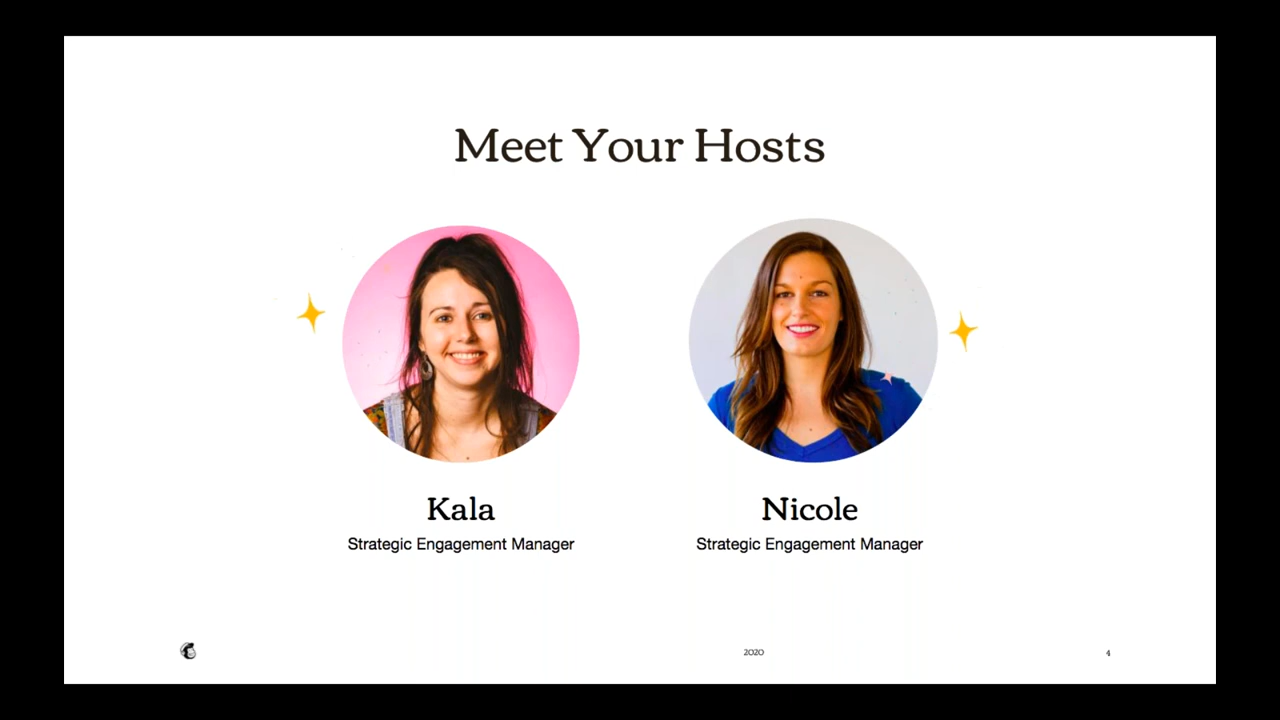 Meet Your Hosts
Kala
Nicole
Strategic Engagement Manager
Strategic Engagement Manager
2020
4